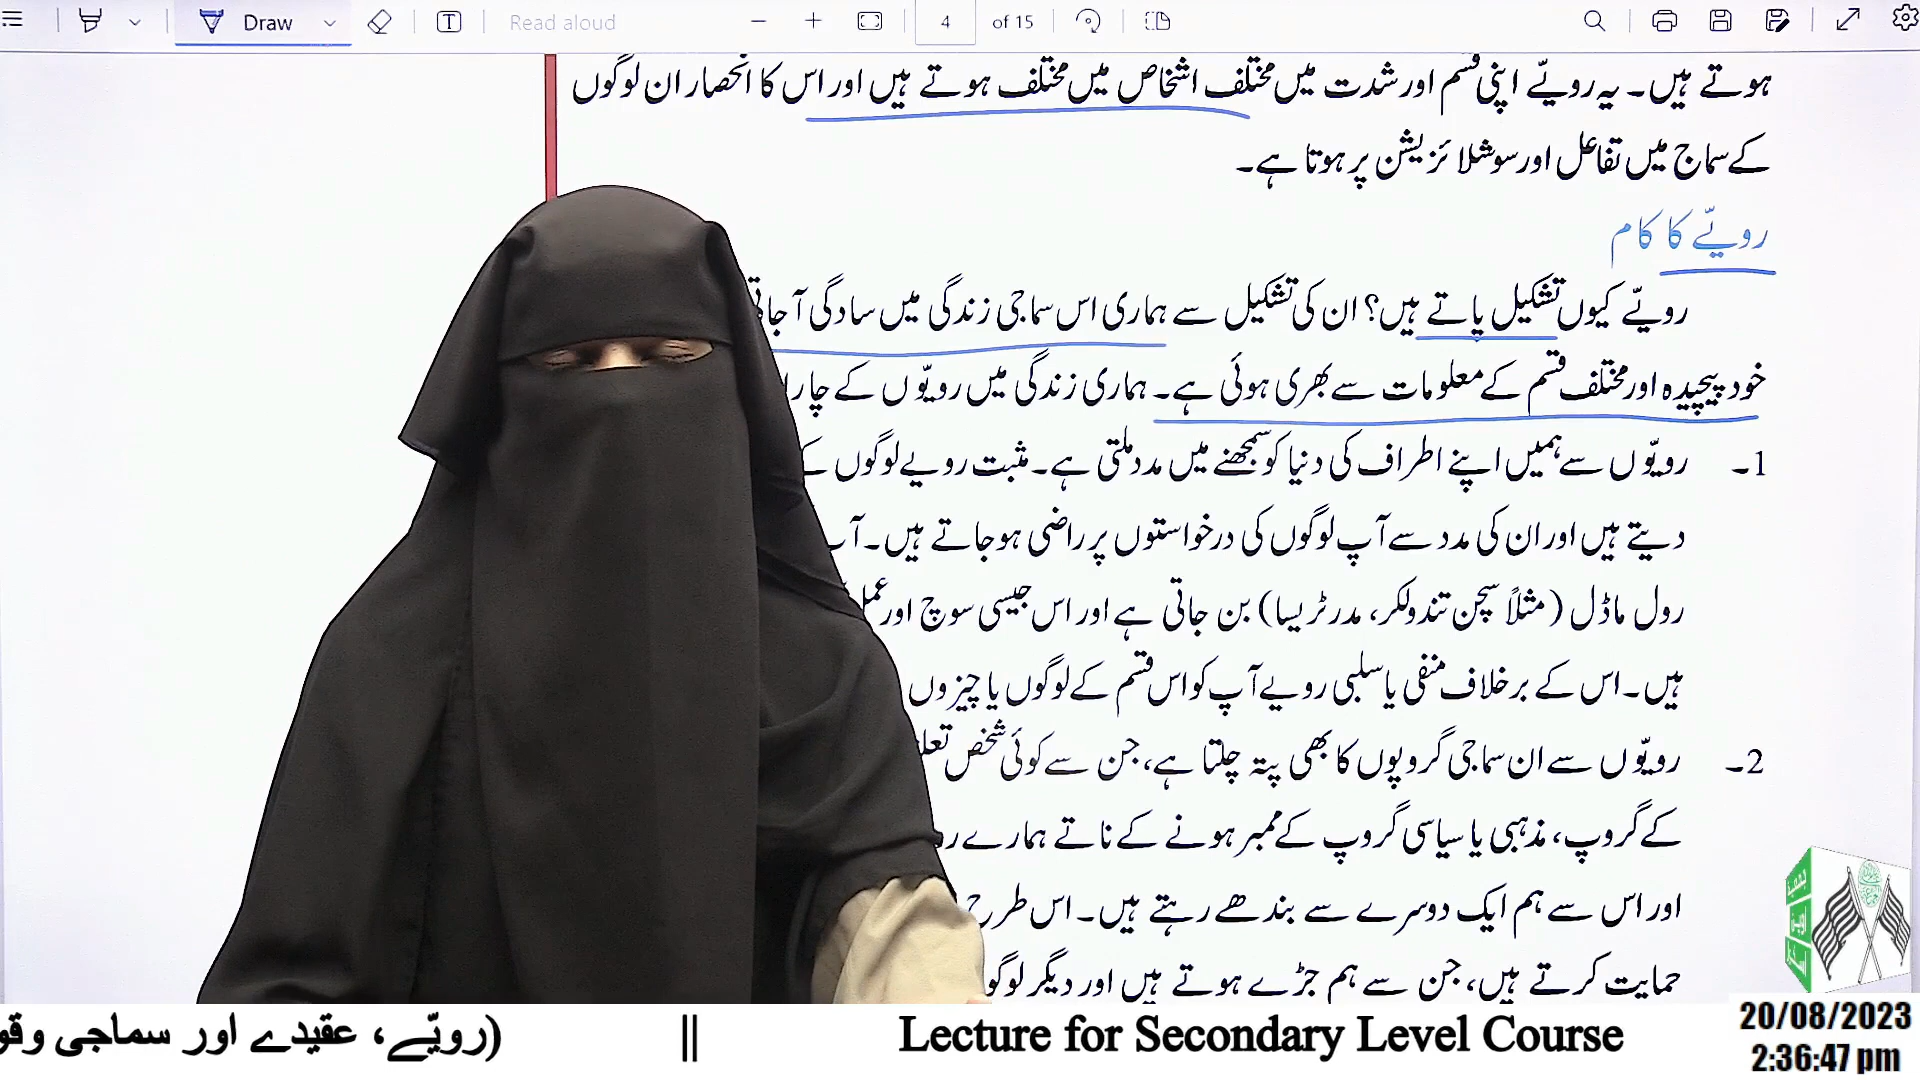 Draw
Read aloud
4 of 15
ہوتے ہیں۔ یہ رویّے اپنی قسم اور شدت میں مختلف اشخاص میں مختلف ہوتے ہیں اور اس کا انحصار ان لوگوں
کے سماج میں تفاعل اور سوشلائزیشن پر ہوتا ہے۔
رویّے کا کام
رویّے کیوں تشکیل پاتے ہیں؟ ان کی تشکیل سے ہماری اس سماجی زندگی میں سادگی آجاتی
خود پیچیدہ اور مختلف قسم کے معلومات سے بھری ہوئی ہے۔ ہماری زندگی میں رویّوں کے چار
1۔ رویّوں سے ہمیں اپنے اطراف کی دنیا کو سمجھنے میں مدد ملتی ہے۔ مثبت رویے لوگوں کے
دیتے ہیں اور ان کی مدد سے آپ لوگوں کی درخواستوں پر راضی ہوجاتے ہیں۔
رول ماڈل (مثلاً سچن تندولکر، مدر ٹریسا) بن جاتی ہے اور اس جیسی سوچ اور عمل
ہیں۔ اس کے برخلاف منفی یا سلبی رویے آپ کو اس قسم کے لوگوں یا چیزوں
2۔ رویّوں سے ان سماجی گروپوں کا بھی پتہ چلتا ہے، جن سے کوئی شخص
کے گروپ، مذہبی یا سیاسی گروپ کے ممبر ہونے کے ناتے ہمارے
اور اس سے ہم ایک دوسرے سے بندھے رہتے ہیں۔ اس طرح
حمایت کرتے ہیں، جن سے ہم جڑے ہوتے ہیں اور دیگر
(رویّے، عقیدے اور سماجی || Lecture for Secondary Level Course
20/08/2023
2:36:47 pm